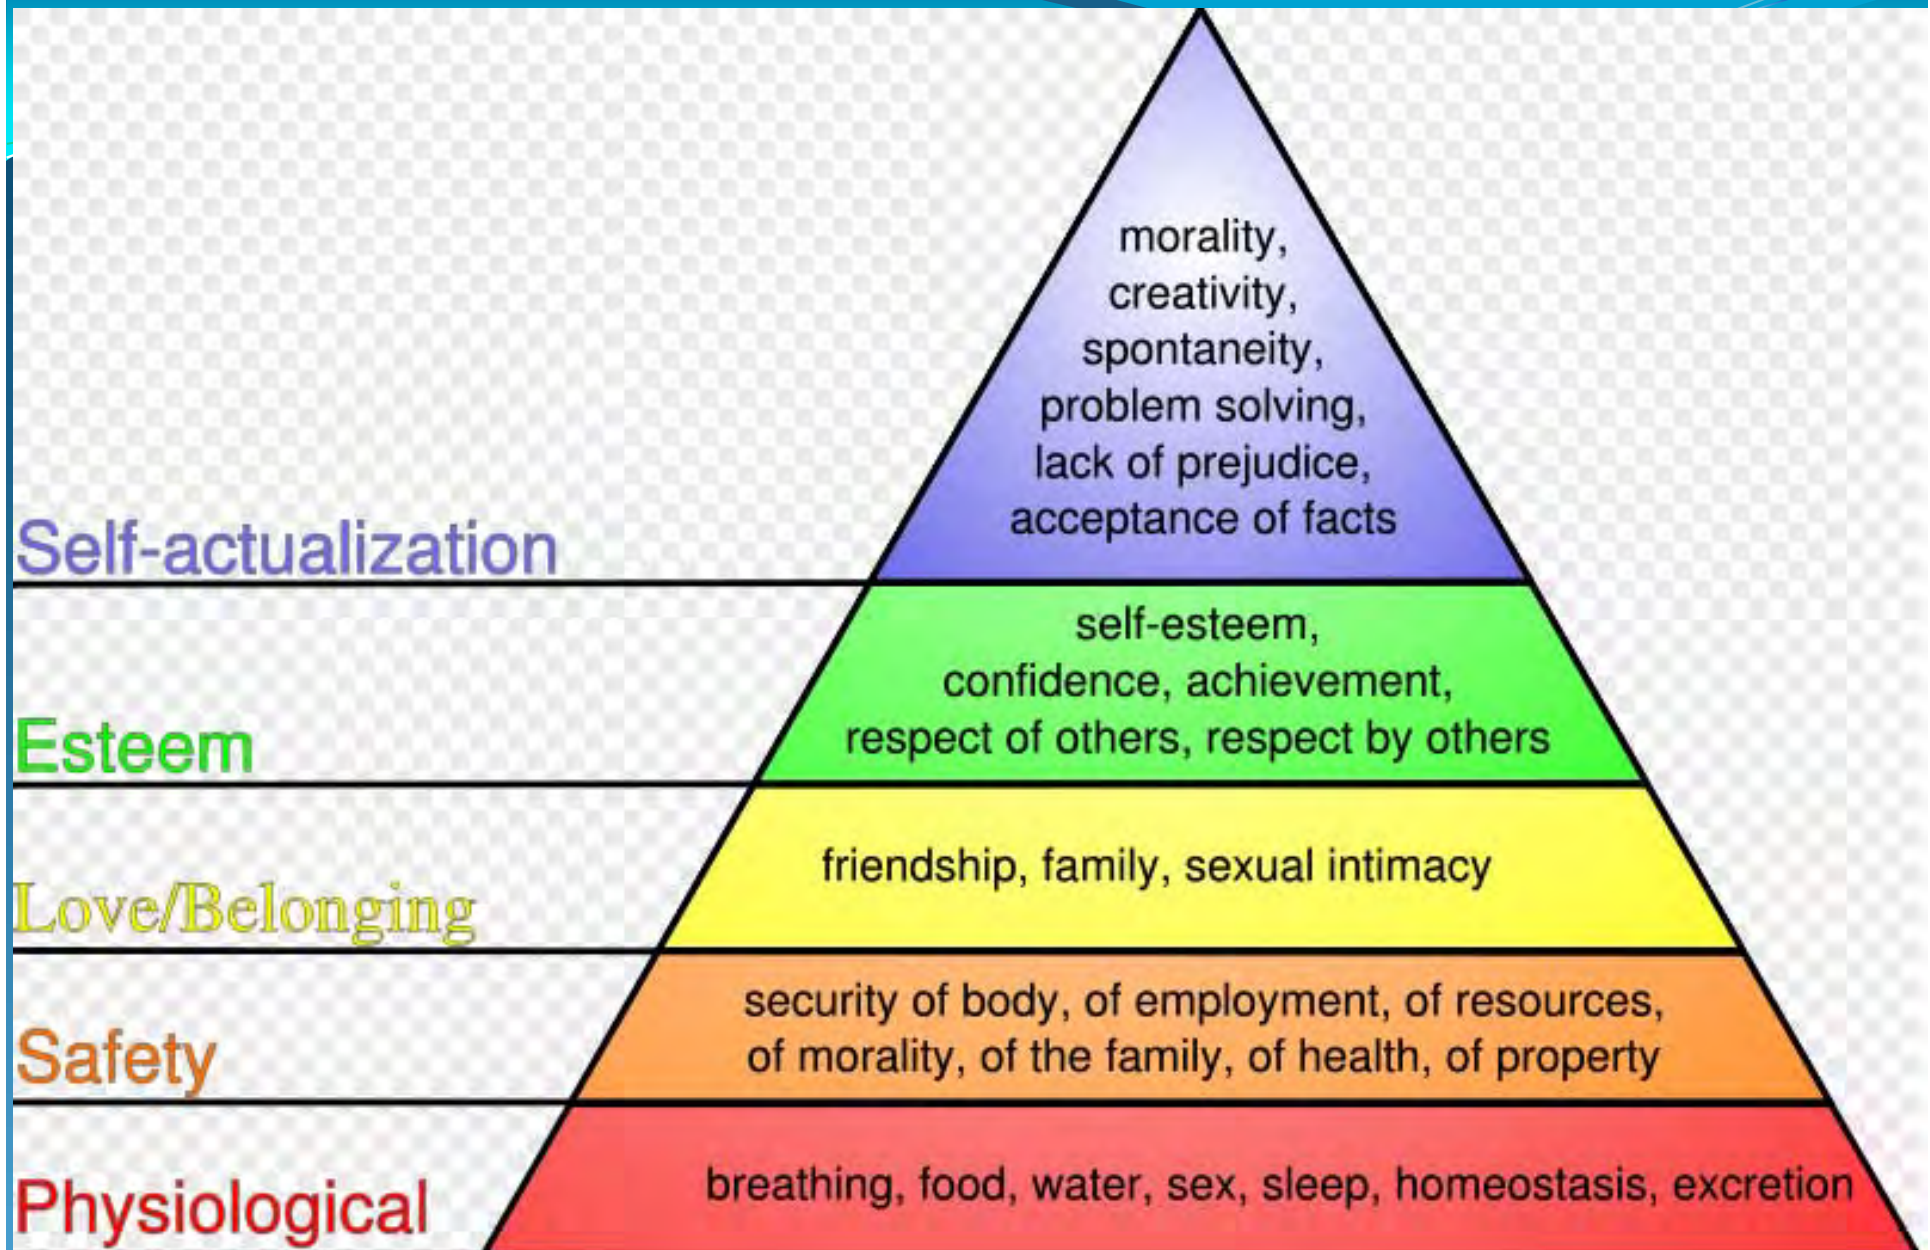 morality,
creativity,
spontaneity,
problem solving,
lack of prejudice,
acceptance of facts
Self-actualization
self-esteem,
confidence, achievement,
respect of others, respect by others
Esteem
friendship, family, sexual intimacy
Love/Belonging
security of body, of employment, of resources,
of morality, of the family, of health, of property
Safety
breathing, food, water, sex, sleep, homeostasis, excretion
Physiological